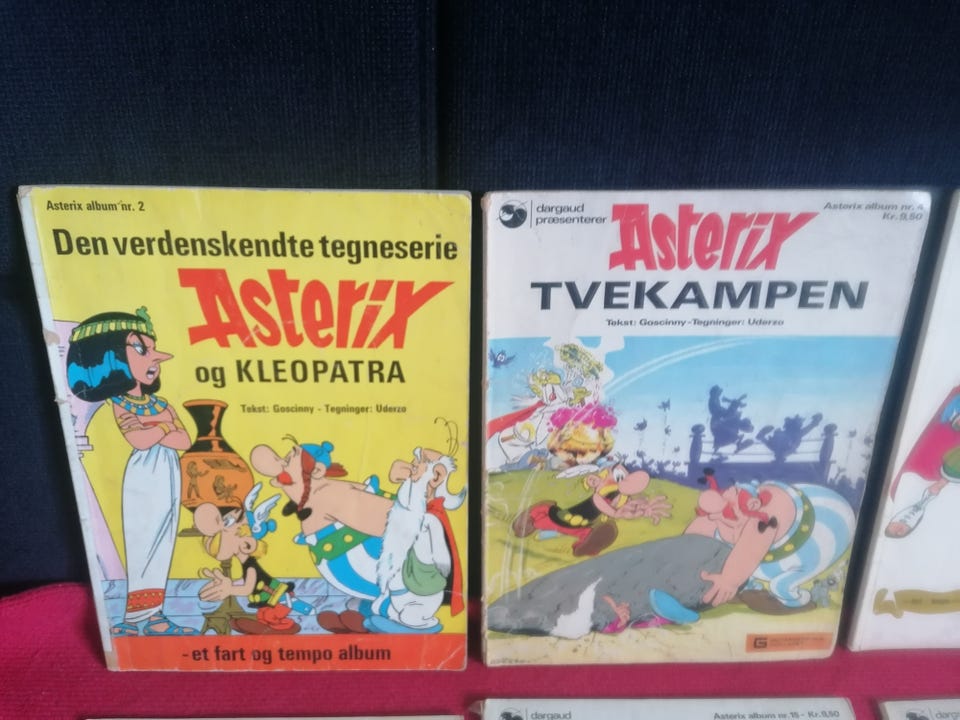 Asterix album nr. 2
Den verdenskendte tegneserie
Asterix
og KLEOPATRA
Tekst: Goscinny - Tegninger: Uderzo
- et fart og tempo album
dargaud
præsenterer
Asterix album nr. 4
Kr. 9,50
Asterix
TVEKAMPEN
Tekst: Goscinny - Tegninger: Uderzo
G
dargaud
Asterix album nr. 15 - Kr. 9,50